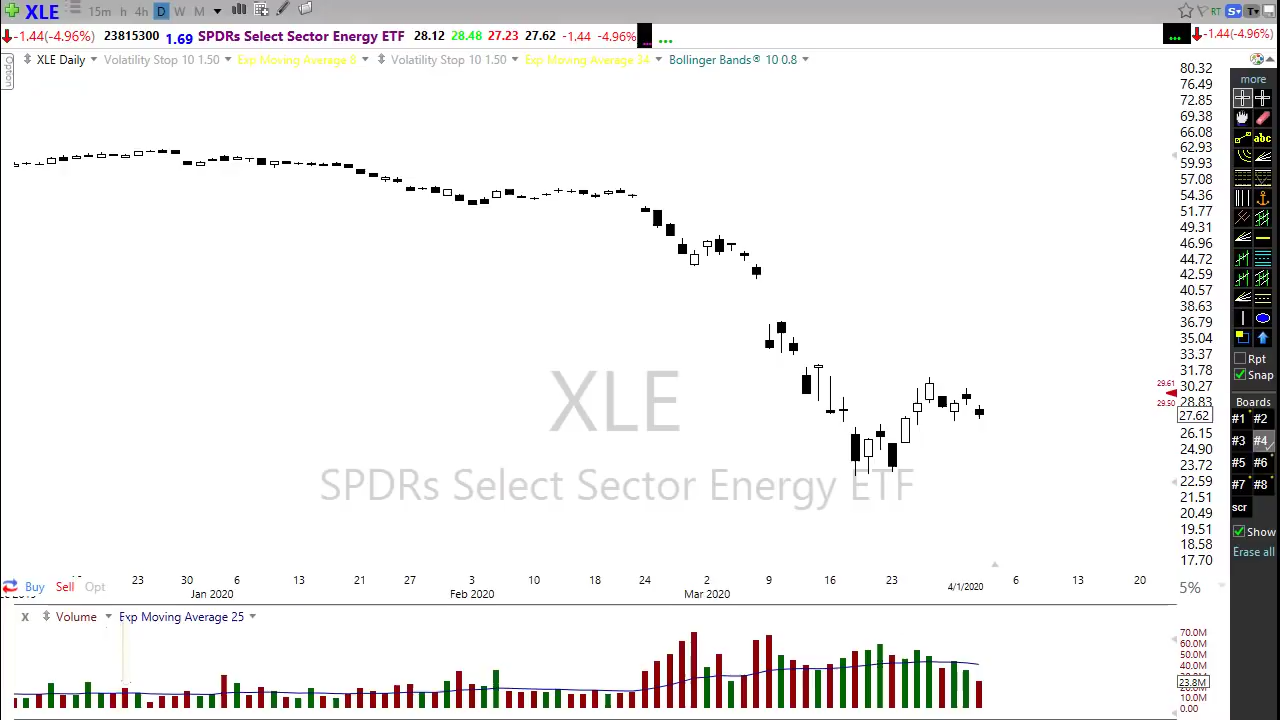 XLE 15m h 4h D W M RT S T
-1.44(-4.96%) 23815300 1.69 SPDRs Select Sector Energy ETF 28.12 28.48 27.23 27.62 -1.44 -4.96% ... ... -1.44(-4.96%)
Option
XLE Daily Volatility Stop 10 1.50 Exp Moving Average 8 Volatility Stop 10 1.50 Exp Moving Average 34 Bollinger Bands® 10 0.8
80.32
76.49
72.85
69.38
66.08
62.93
59.93
57.08
54.36
51.77
49.31
46.96
44.72
42.59
40.57
38.63
36.79
35.04
33.37
31.78
30.27
29.61
28.83
29.50
27.62
26.15
24.90
23.72
22.59
21.51
20.49
19.51
18.58
17.70
XLE
SPDRs Select Sector Energy ETF
more
abc
Rpt
Snap
Boards
#1 #2
#3 #4
#5 #6
#7 #8
scr
Show
Erase all
23 30 6 13 21 27 3 10 18 24 2 9 16 23 4/1/2020 6 13 20
Jan 2020 Feb 2020 Mar 2020
Buy Sell Opt 5%
X Volume Exp Moving Average 25
70.0M
60.0M
50.0M
40.0M
23.8M
10.0M
0.00